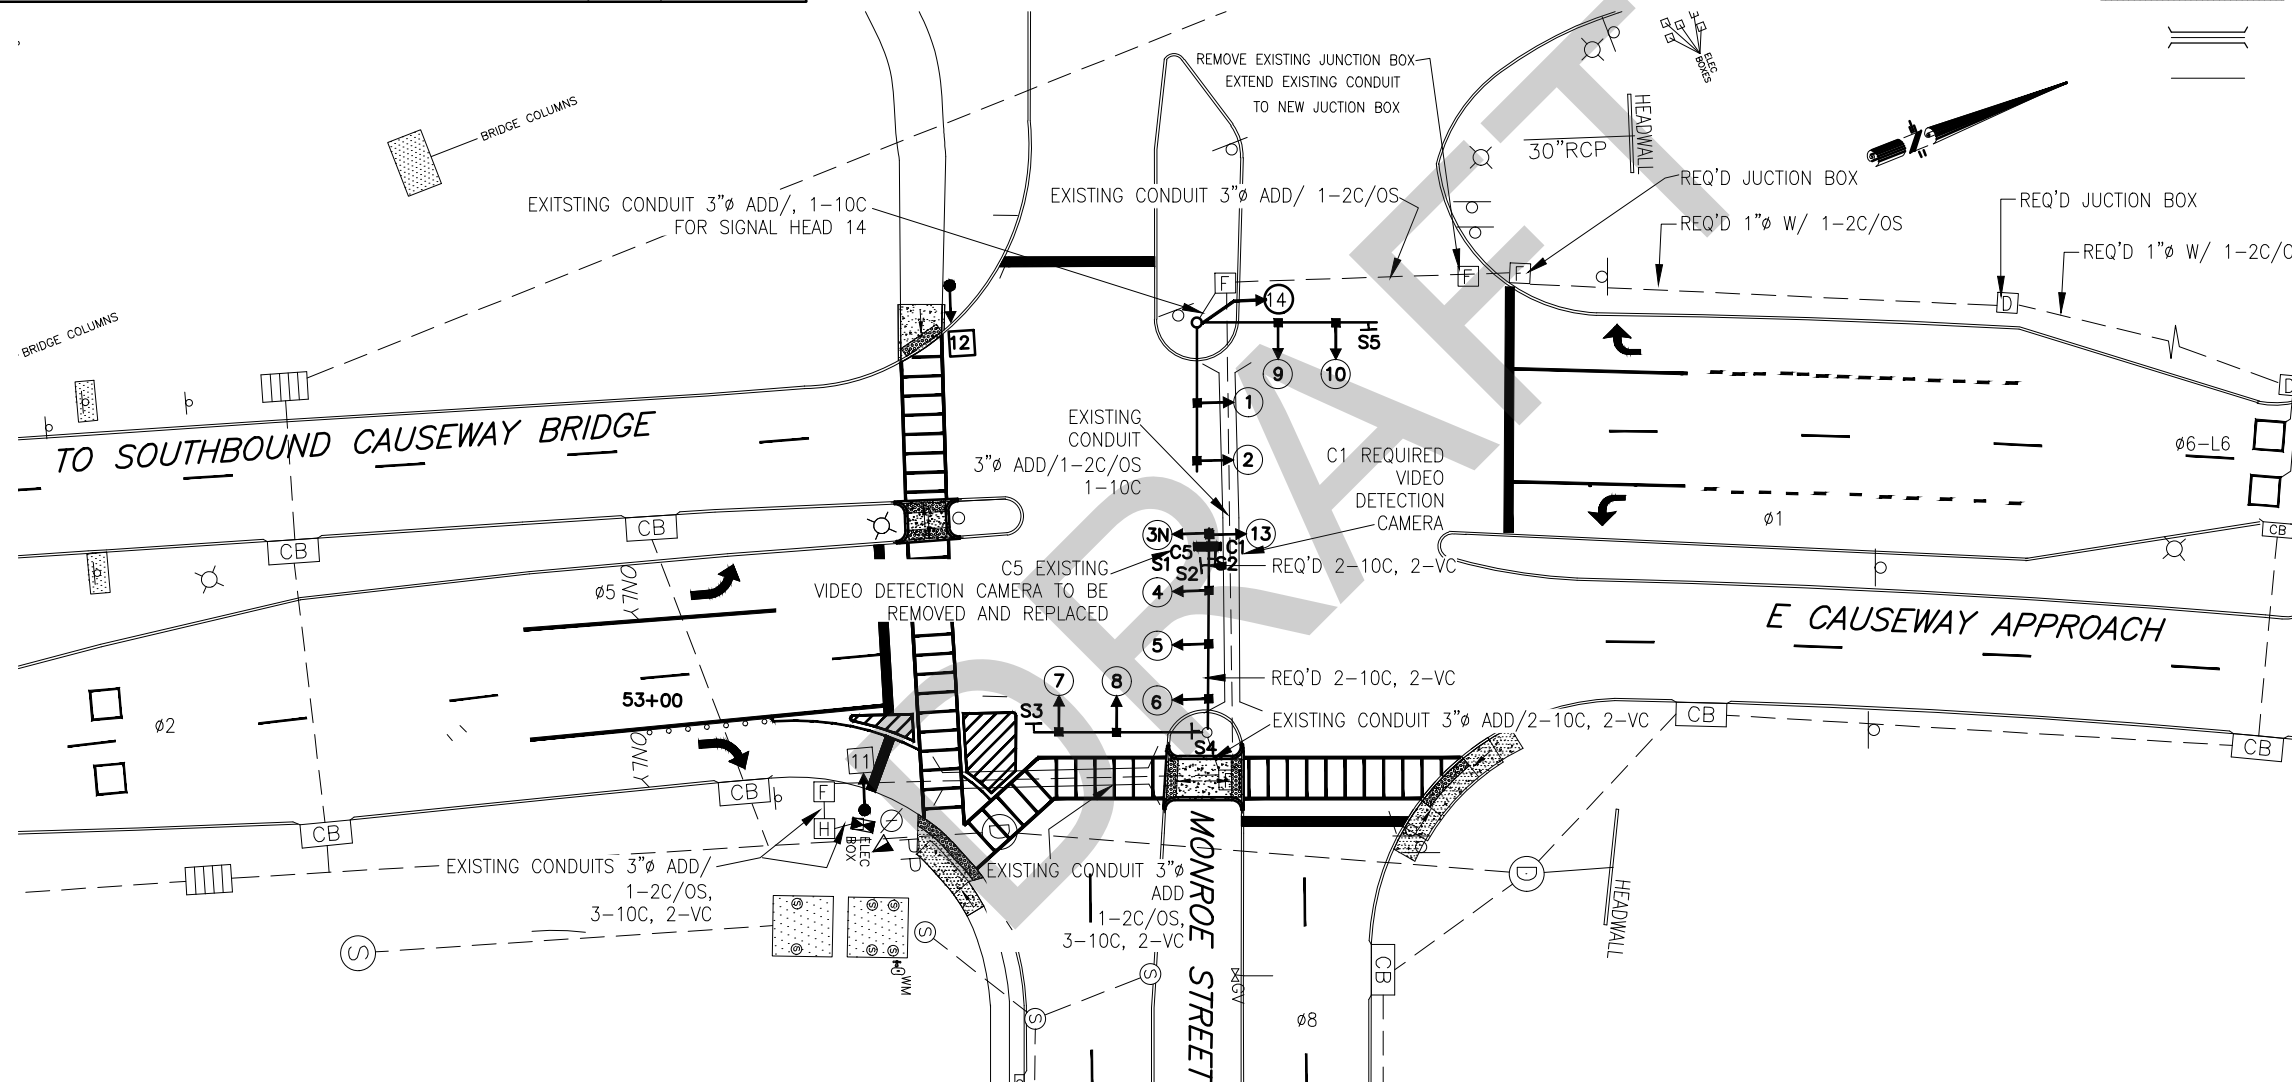 REMOVE EXISTING JUNCTION BOX
EXTEND EXISTING CONDUIT
TO NEW JUCTION BOX
ELEC
BOXES
HEADWALL
30"RCP
N
BRIDGE COLUMNS
EXITSTING CONDUIT 3"ø ADD/, 1-10C
FOR SIGNAL HEAD 14
EXISTING CONDUIT 3"ø ADD/ 1-2C/OS
REQ'D JUCTION BOX
REQ'D 1"ø W/ 1-2C/OS
REQ'D JUCTION BOX
REQ'D 1"ø W/ 1-2C/O
F
F
F
D
D
14
12
S5
9
10
1
2
BRIDGE COLUMNS
TO SOUTHBOUND CAUSEWAY BRIDGE
EXISTING
CONDUIT
3"ø ADD/1-2C/OS
1-10C
C1 REQUIRED
VIDEO
DETECTION
CAMERA
ø6-L6
ø1
CB
CB
CB
3N
13
C5
C1
S1
S2
S2
C5 EXISTING
VIDEO DETECTION CAMERA TO BE
REMOVED AND REPLACED
REQ'D 2-10C, 2-VC
4
5
6
ø5
ONLY
E CAUSEWAY APPROACH
REQ'D 2-10C, 2-VC
53+00
ø2
ONLY
7
8
S3
S4
EXISTING CONDUIT 3"ø ADD/2-10C, 2-VC
CB
CB
CB
CB
11
F
H
F
ELEC
BOX
PP
D
D
EXISTING CONDUITS 3"ø ADD/
1-2C/OS,
3-10C, 2-VC
EXISTING CONDUIT 3"ø
ADD
1-2C/OS,
3-10C, 2-VC
MONROE STREET
HEADWALL
S
S
S
S
S
S
S
S
S
S
WM
GV
CB
ø8
DRAFT